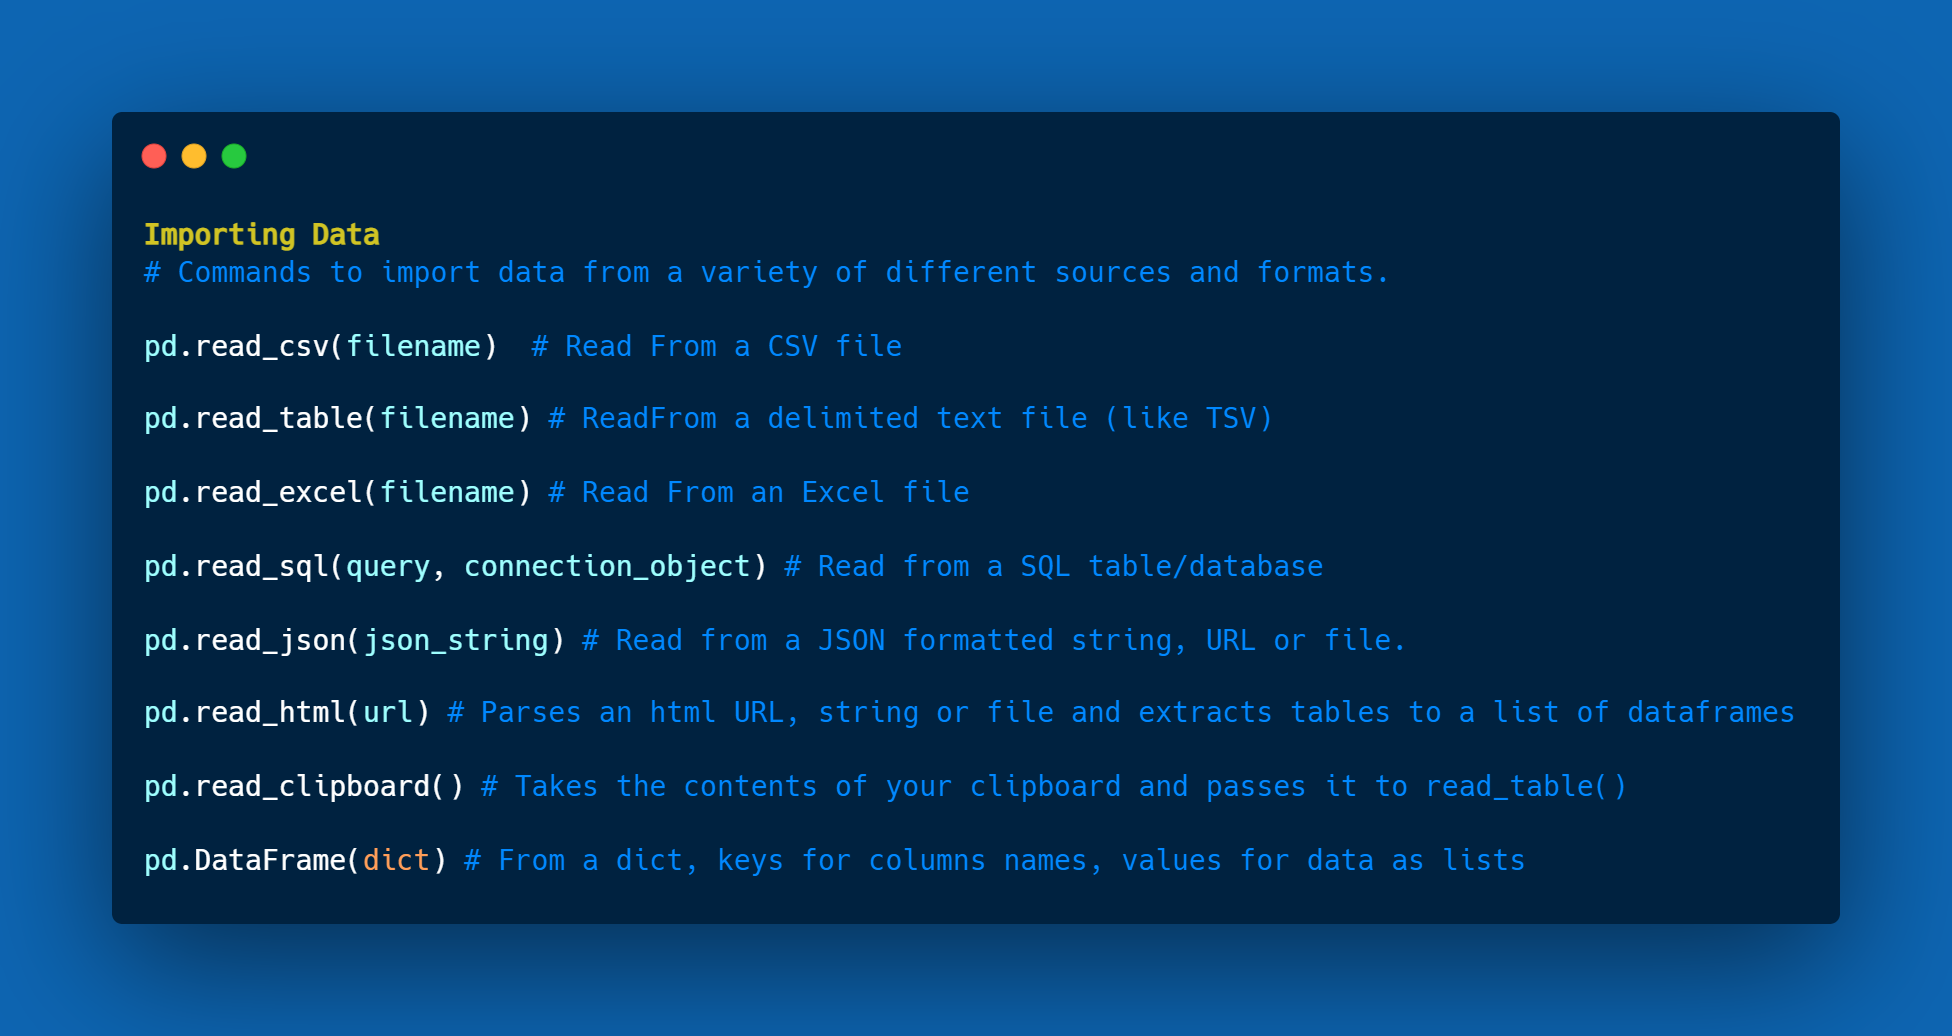 Importing Data
# Commands to import data from a variety of different sources and formats.
pd.read_csv(filename)  # Read From a CSV file
pd.read_table(filename) # ReadFrom a delimited text file (like TSV)
pd.read_excel(filename) # Read From an Excel file
pd.read_sql(query, connection_object) # Read from a SQL table/database
pd.read_json(json_string) # Read from a JSON formatted string, URL or file.
pd.read_html(url) # Parses an html URL, string or file and extracts tables to a list of dataframes
pd.read_clipboard() # Takes the contents of your clipboard and passes it to read_table()
pd.DataFrame(dict) # From a dict, keys for columns names, values for data as lists